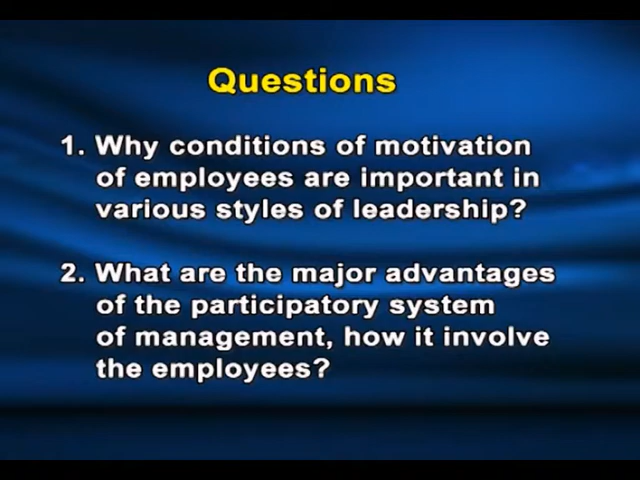 Questions
1. Why conditions of motivation
of employees are important in
various styles of leadership?
2. What are the major advantages
of the participatory system
of management, how it involve
the employees?